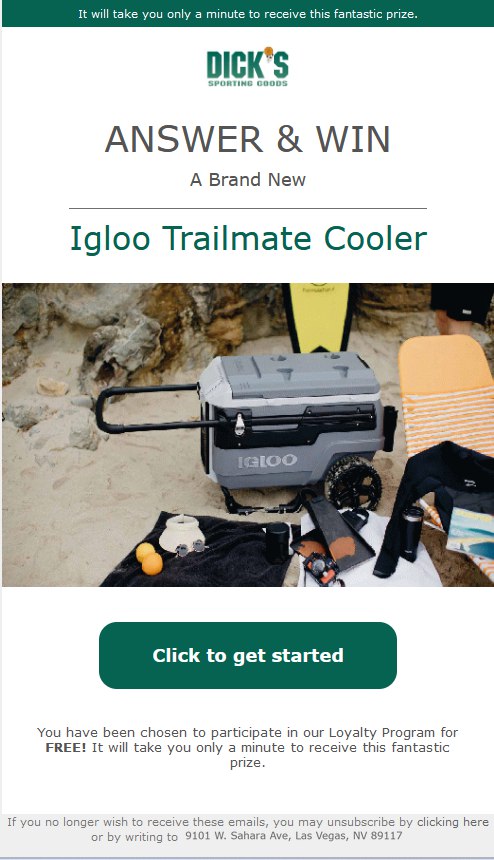 It will take you only a minute to receive this fantastic prize.
DICK'S
SPORTING GOODS
ANSWER & WIN
A Brand New
Igloo Trailmate Cooler
IGLOO
Click to get started
You have been chosen to participate in our Loyalty Program for
FREE! It will take you only a minute to receive this fantastic
prize.
If you no longer wish to receive these emails, you may unsubscribe by clicking here
or by writing to 9101 W. Sahara Ave, Las Vegas, NV 89117